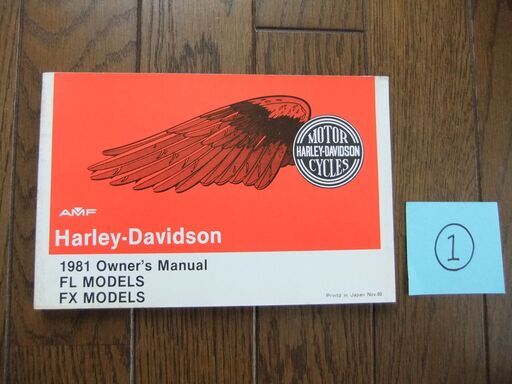 MOTOR
HARLEY-DAVIDSON
CYCLES
AMF
Harley-Davidson
1981 Owner's Manual
FL MODELS
FX MODELS
Printed in Japan Nov.80
1